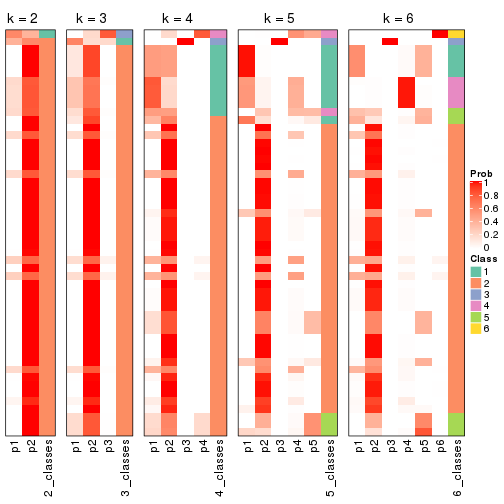 k = 2
k = 3
k = 4
k = 5
k = 6
p1
p2
2_classes
p1
p2
p3
3_classes
p1
p2
p3
p4
4_classes
p1
p2
p3
p4
p5
5_classes
p1
p2
p3
p4
p5
p6
6_classes
Prob
1
0.8
0.6
0.4
0.2
0
Class
1
2
3
4
5
6